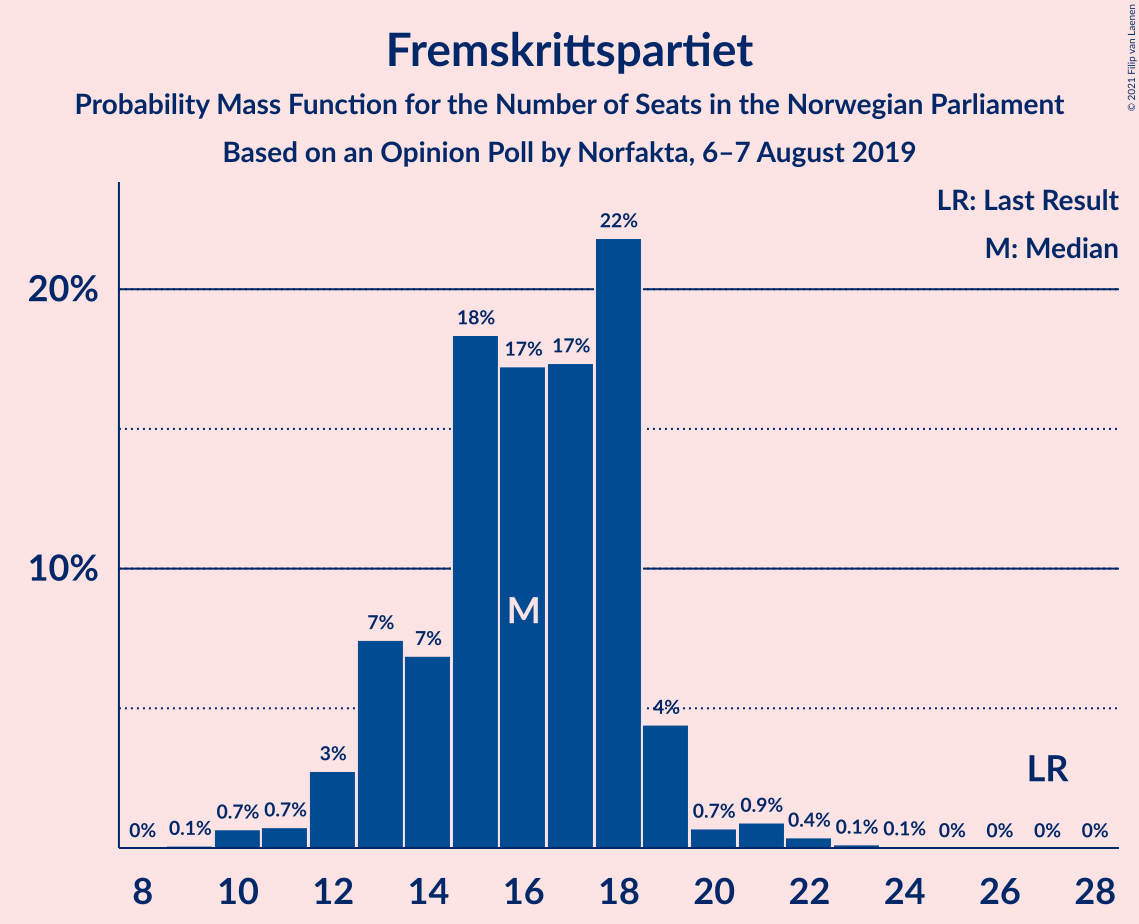 Fremskrittspartiet
Probability Mass Function for the Number of Seats in the Norwegian Parliament
Based on an Opinion Poll by Norfakta, 6–7 August 2019
© 2021 Filip van Laenen
LR: Last Result
M: Median
20%
10%
0% 0.1% 0.7% 0.7% 3% 7% 7% 18% 17% 17% 22% 4% 0.7% 0.9% 0.4% 0.1% 0.1% 0% 0% 0% 0%
M
LR
8 10 12 14 16 18 20 22 24 26 28